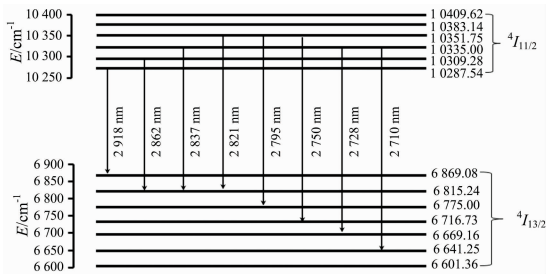 E/cm⁻¹
10 400
10 350
10 300
10 250
1 0409.62
1 0383.14
1 0351.75
1 0335.00
1 0309.28
1 0287.54
⁴I₁₁/₂
2 918 nm
2 862 nm
2 837 nm
2 821 nm
2 795 nm
2 750 nm
2 728 nm
2 710 nm
E/cm⁻¹
6 900
6 850
6 800
6 750
6 700
6 650
6 600
6 869.08
6 815.24
6 775.00
6 716.73
6 669.16
6 641.25
6 601.36
⁴I₁₃/₂